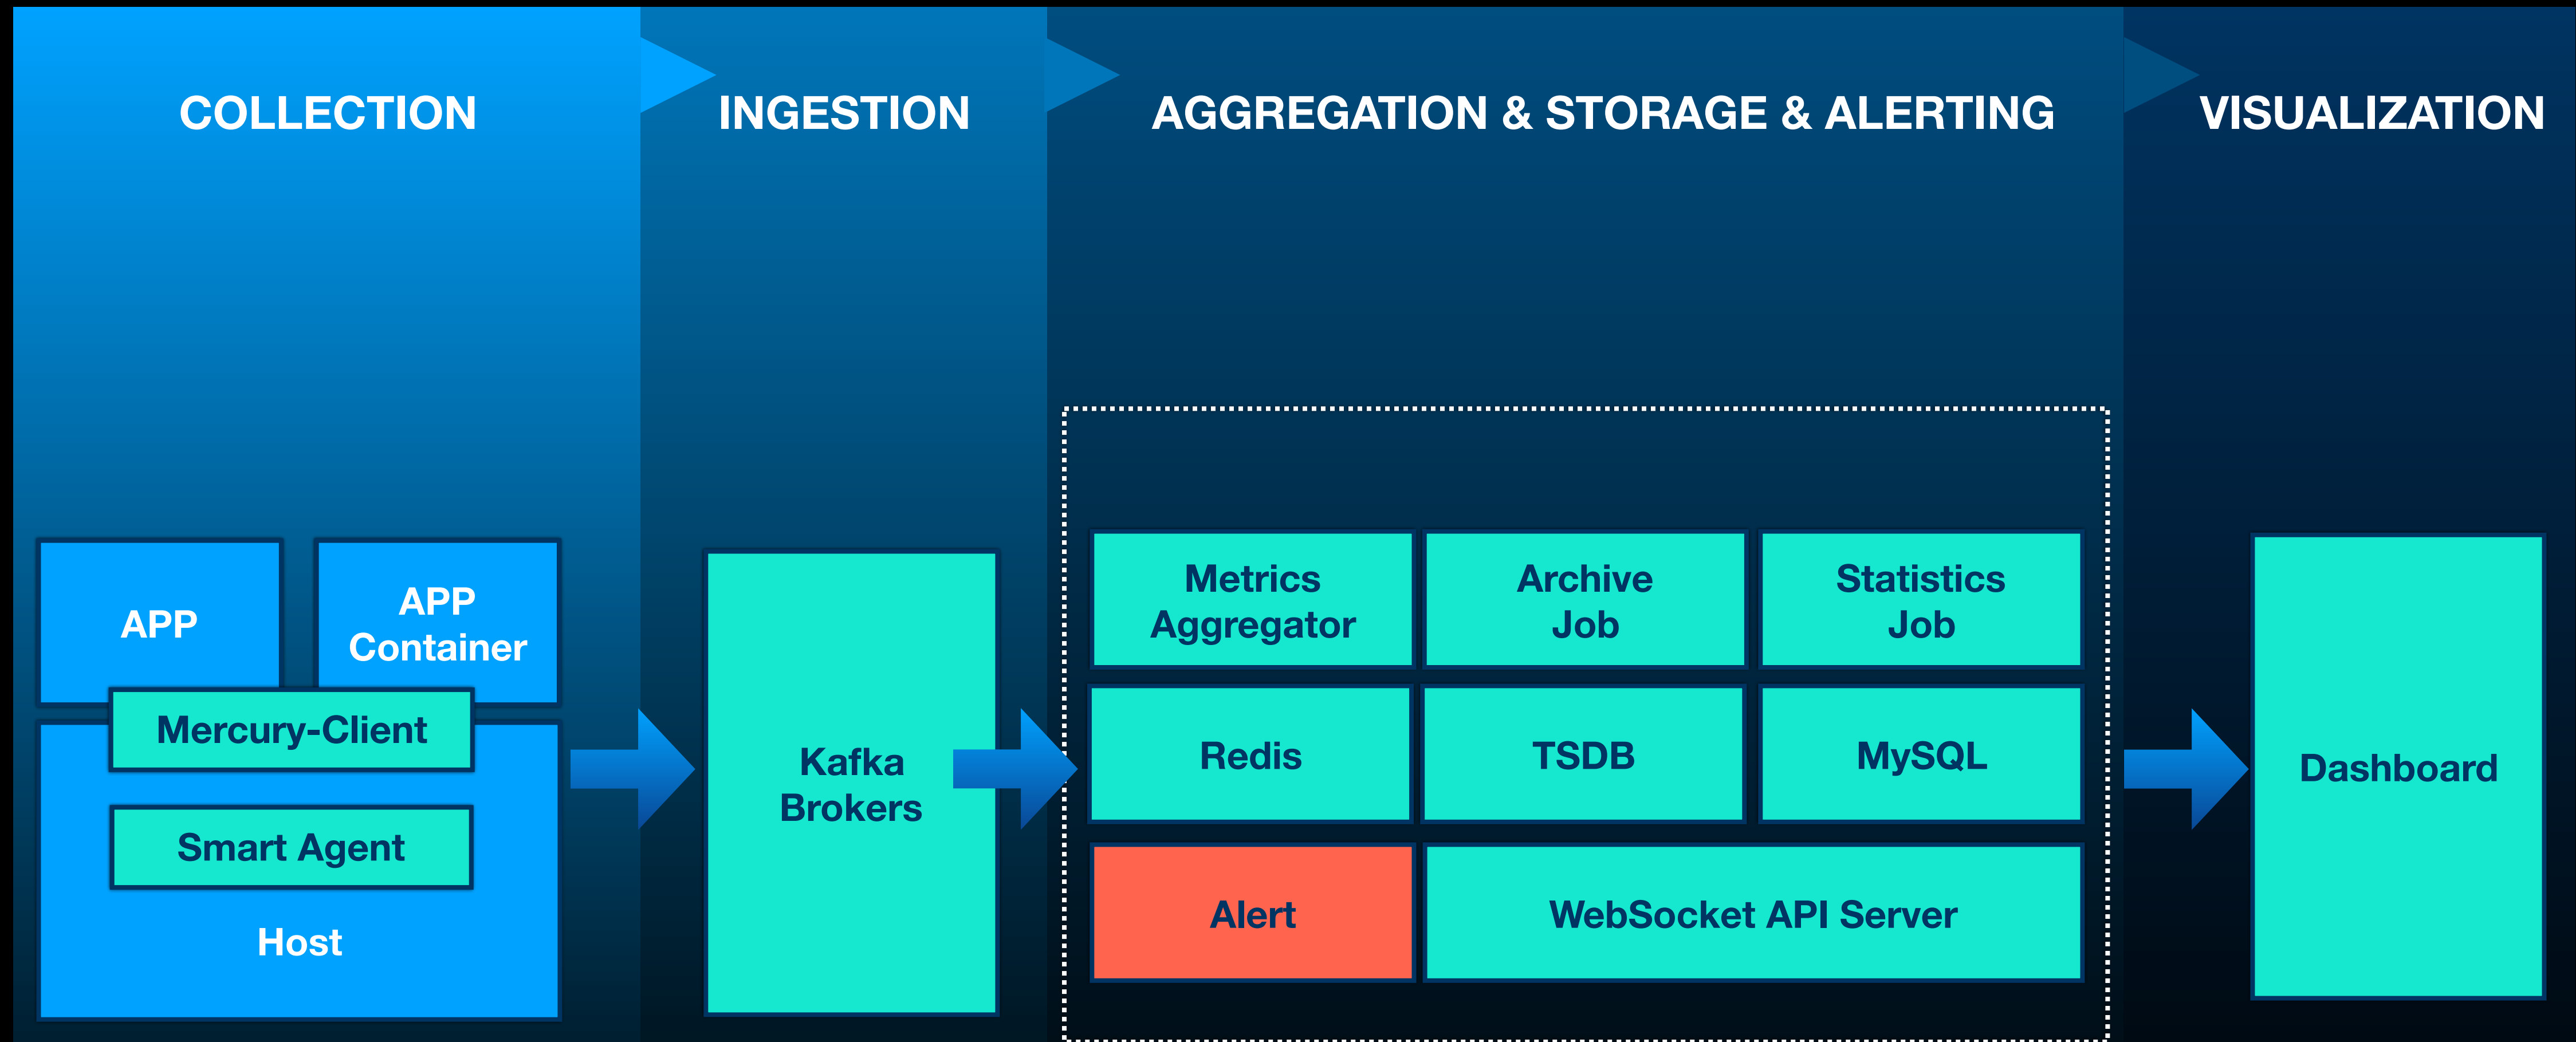 COLLECTION
INGESTION
AGGREGATION & STORAGE & ALERTING
VISUALIZATION
APP
APP
Container
Mercury-Client
Smart Agent
Host
Kafka
Brokers
Metrics
Aggregator
Archive
Job
Statistics
Job
Redis
TSDB
MySQL
Alert
WebSocket API Server
Dashboard